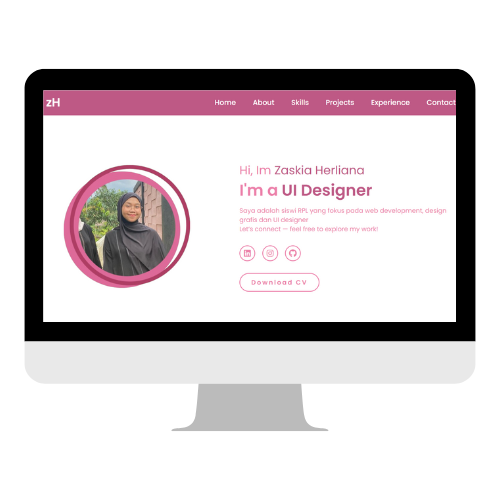 zH
Home About Skills Projects Experience Contact
Hi, Im Zaskia Herliana
I'm a UI Designer
Saya adalah siswi RPL yang fokus pada web development, design
grafis dan UI designer
Let's connect — feel free to explore my work!
in
Download CV